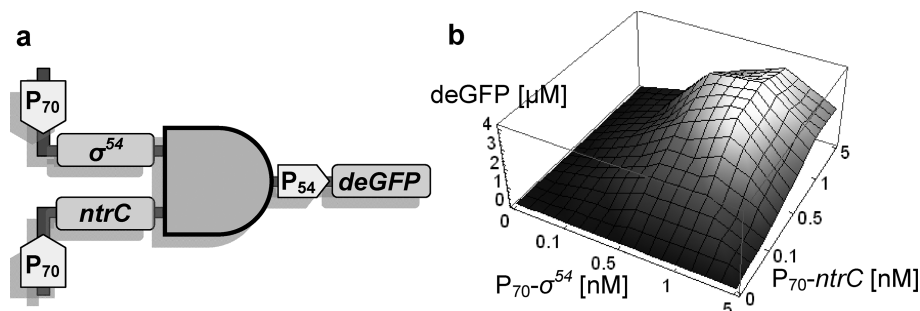 a
P70
σ54
ntrC
P70
P54
deGFP
b
deGFP [μM]
4
3
2
1
0
0
0.1
0.5
1
5
P70-σ54 [nM]
0
0.1
0.5
1
5
P70-ntrC [nM]